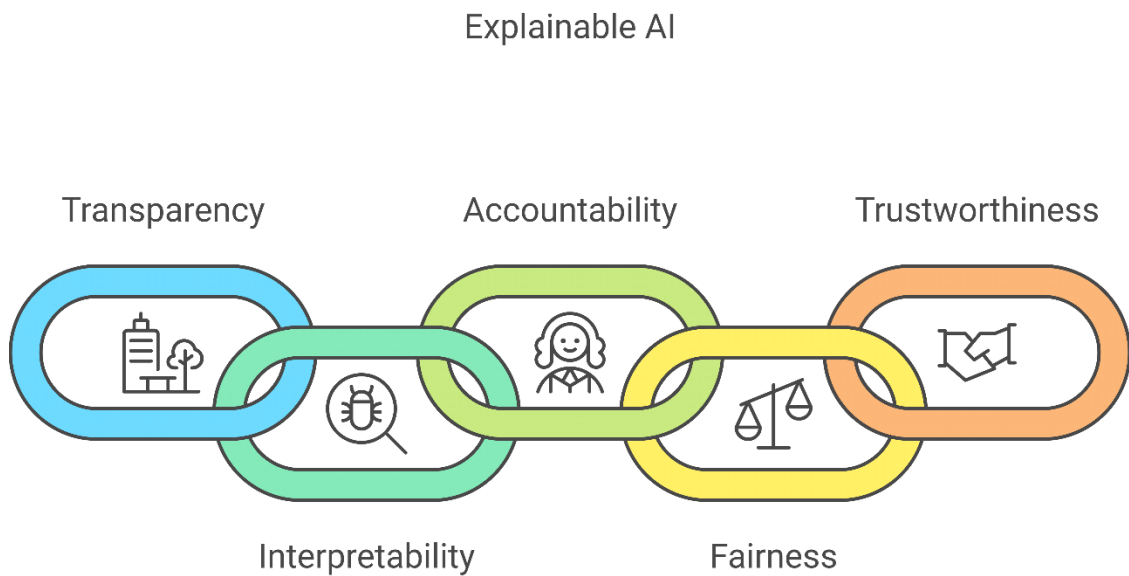 Explainable AI
Transparency
Accountability
Trustworthiness
Interpretability
Fairness